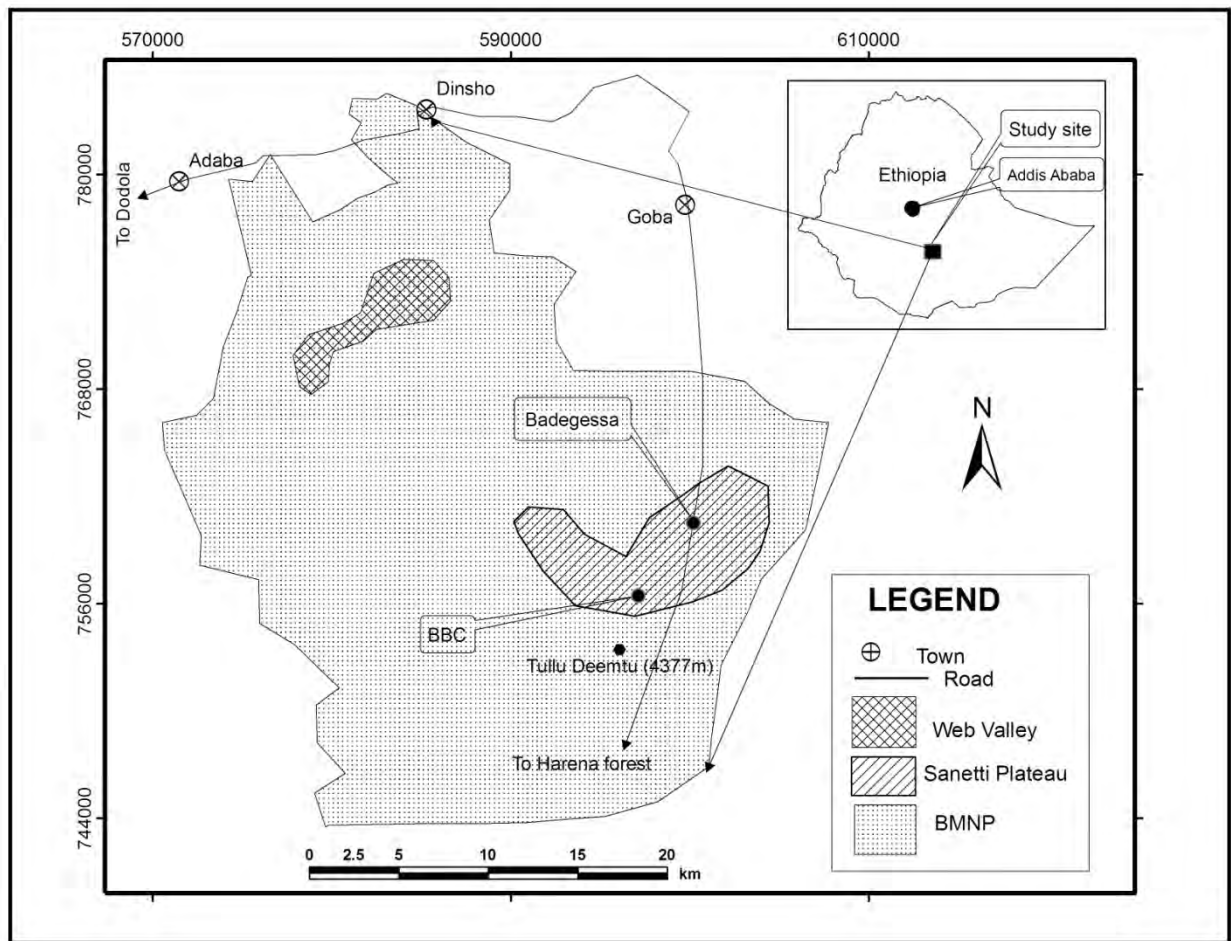 570000
590000
610000
Dinsho
Study site
Adaba
780000
Ethiopia
Addis Ababa
To Dodola
Goba
768000
Badegessa
N
756000
LEGEND
BBC
Town
Tullu Deemtu (4377m)
Road
Web Valley
To Harena forest
Sanetti Plateau
744000
BMNP
0 2.5 5 10 15 20
km